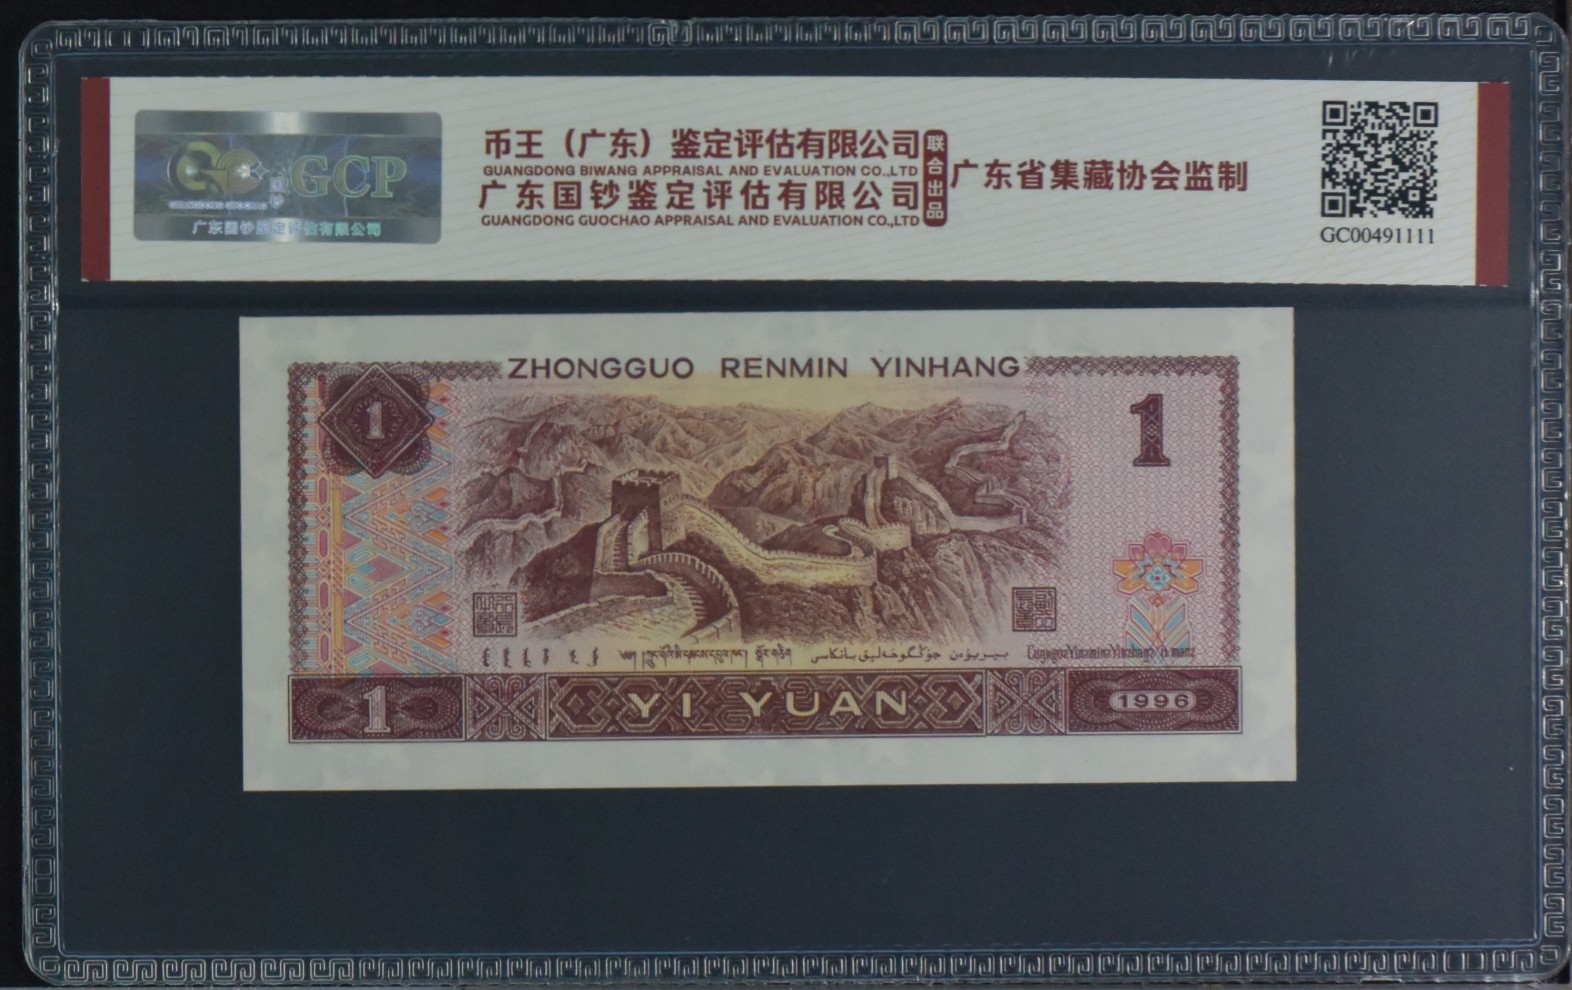 GCP
广东国钞鉴定评估有限公司
币王（广东）鉴定评估有限公司
GUANGDONG BIWANG APPRAISAL AND EVALUATION CO.,LTD
广东国钞鉴定评估有限公司
GUANGDONG GUOCHAO APPRAISAL AND EVALUATION CO.,LTD
联合出品
广东省集藏协会监制
GC00491111
ZHONGGUO RENMIN YINHANG
1
1
1
YI YUAN
1996